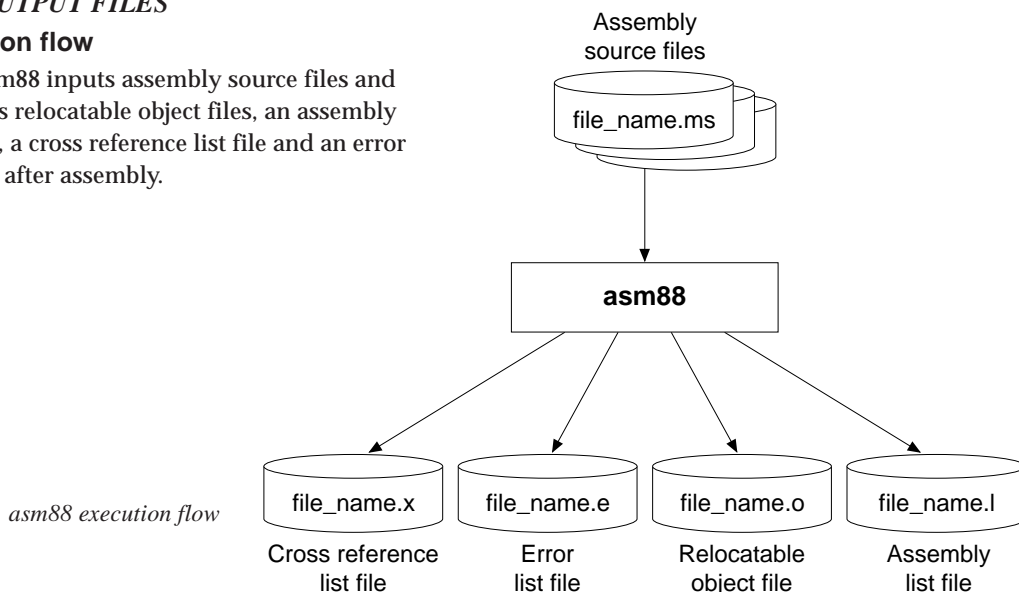 UTPUT FILES
on flow
m88 inputs assembly source files and
s relocatable object files, an assembly
, a cross reference list file and an error
after assembly.
Assembly
source files
file_name.ms
asm88
file_name.x
file_name.e
file_name.o
file_name.l
asm88 execution flow
Cross reference
list file
Error
list file
Relocatable
object file
Assembly
list file